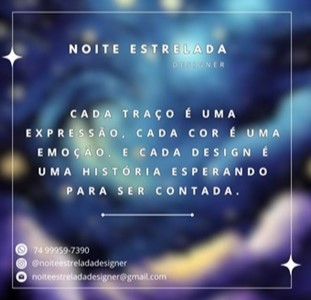 NOITE ESTRELADA
DESIGNER
CADA TRAÇO É UMA
EXPRESSÃO, CADA COR É UMA
EMOÇÃO, E CADA DESIGN É
UMA HISTÓRIA ESPERANDO
PARA SER CONTADA.
74 99959-7390
@noiteestreladadesigner
noiteestreladadesigner@gmail.com